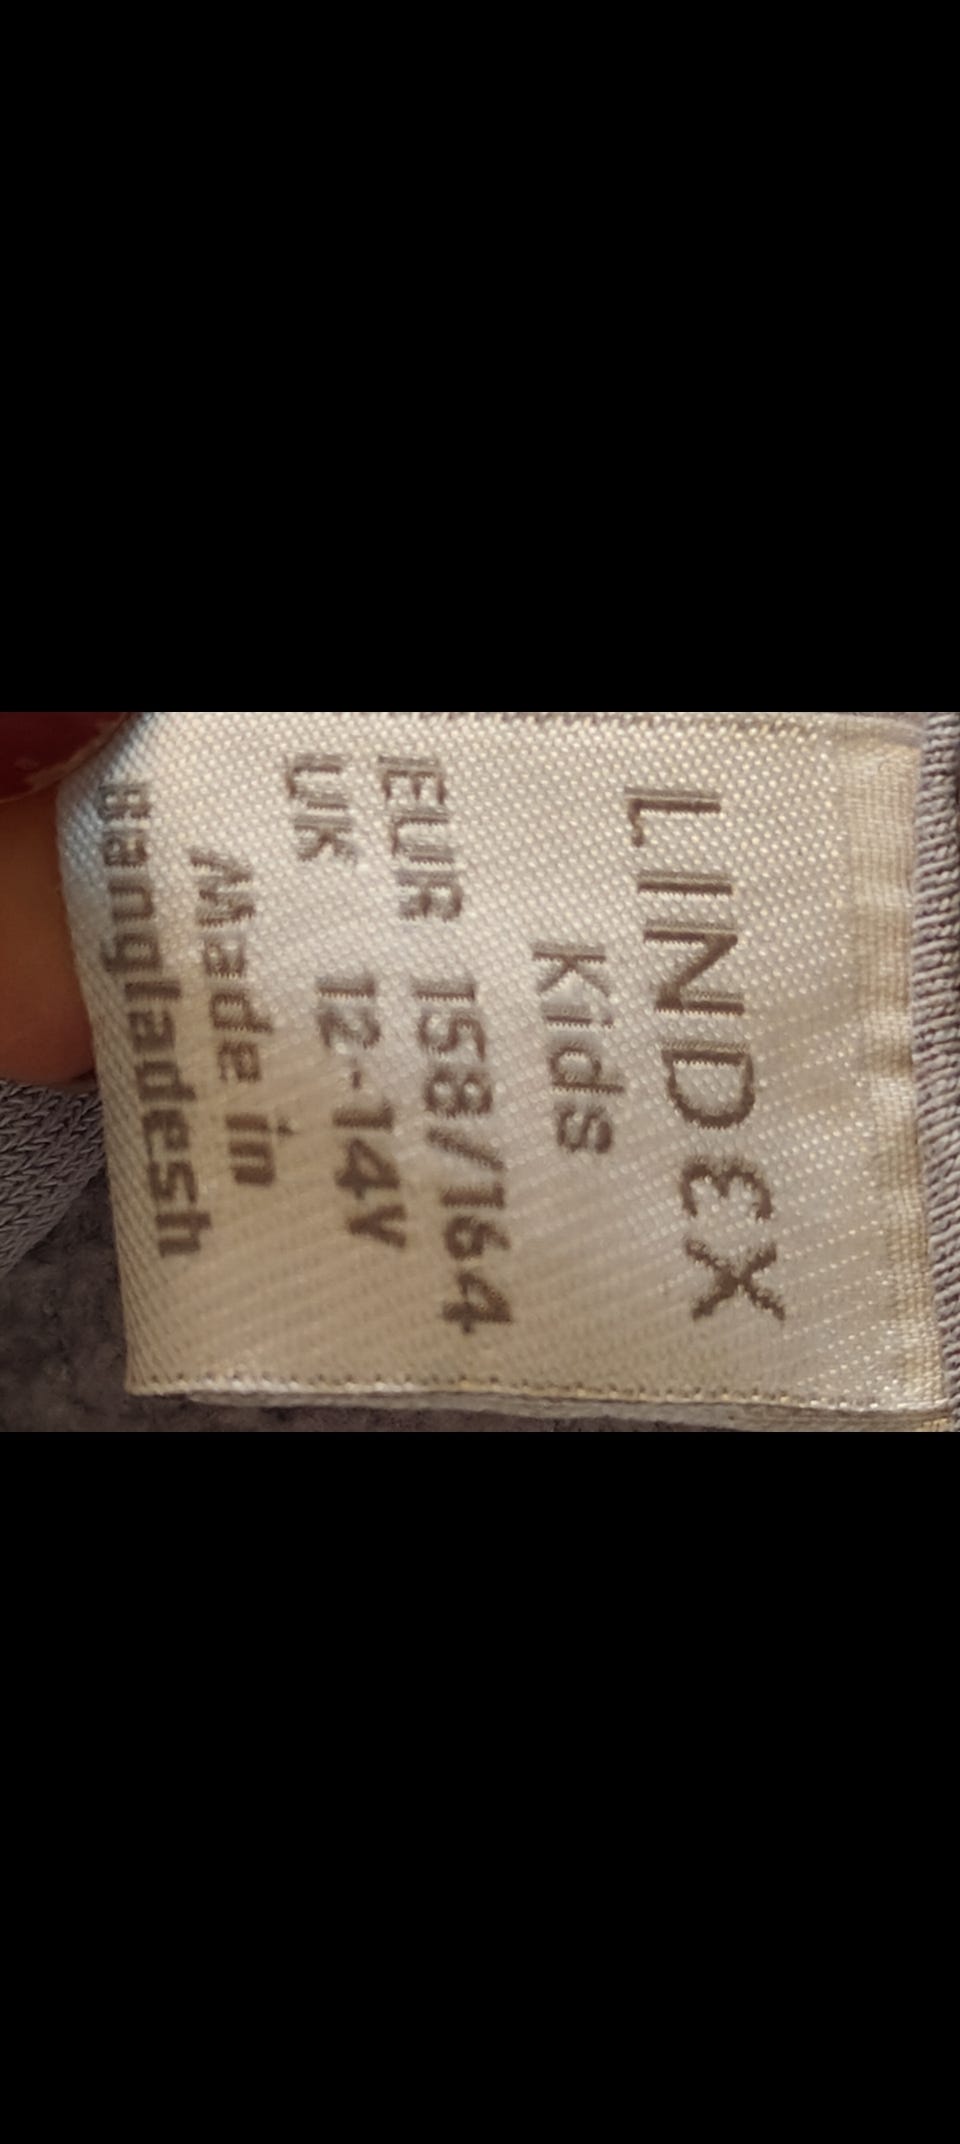 LINDEX
Kids
EUR 158/164
UK 12-14Y
Made in
Bangladesh